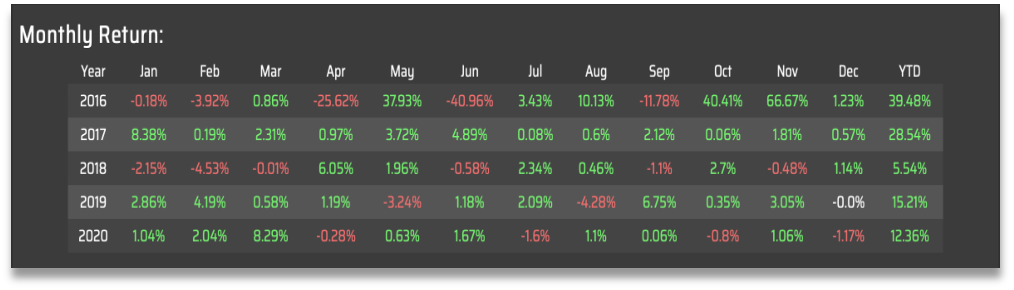 Monthly Return:
Year Jan Feb Mar Apr May Jun Jul Aug Sep Oct Nov Dec YTD
2016 -0.18% -3.92% 0.86% -25.62% 37.93% -40.96% 3.43% 10.13% -11.78% 40.41% 66.67% 1.23% 39.48%
2017 8.38% 0.19% 2.31% 0.97% 3.72% 4.89% 0.08% 0.6% 2.12% 0.06% 1.81% 0.57% 28.54%
2018 -2.15% -4.53% -0.01% 6.05% 1.96% -0.58% 2.34% 0.46% -1.1% 2.7% -0.48% 1.14% 5.54%
2019 2.86% 4.19% 0.58% 1.19% -3.24% 1.18% 2.09% -4.28% 6.75% 0.35% 3.05% -0.0% 15.21%
2020 1.04% 2.04% 8.29% -0.28% 0.63% 1.67% -1.6% 1.1% 0.06% -0.8% 1.06% -1.17% 12.36%